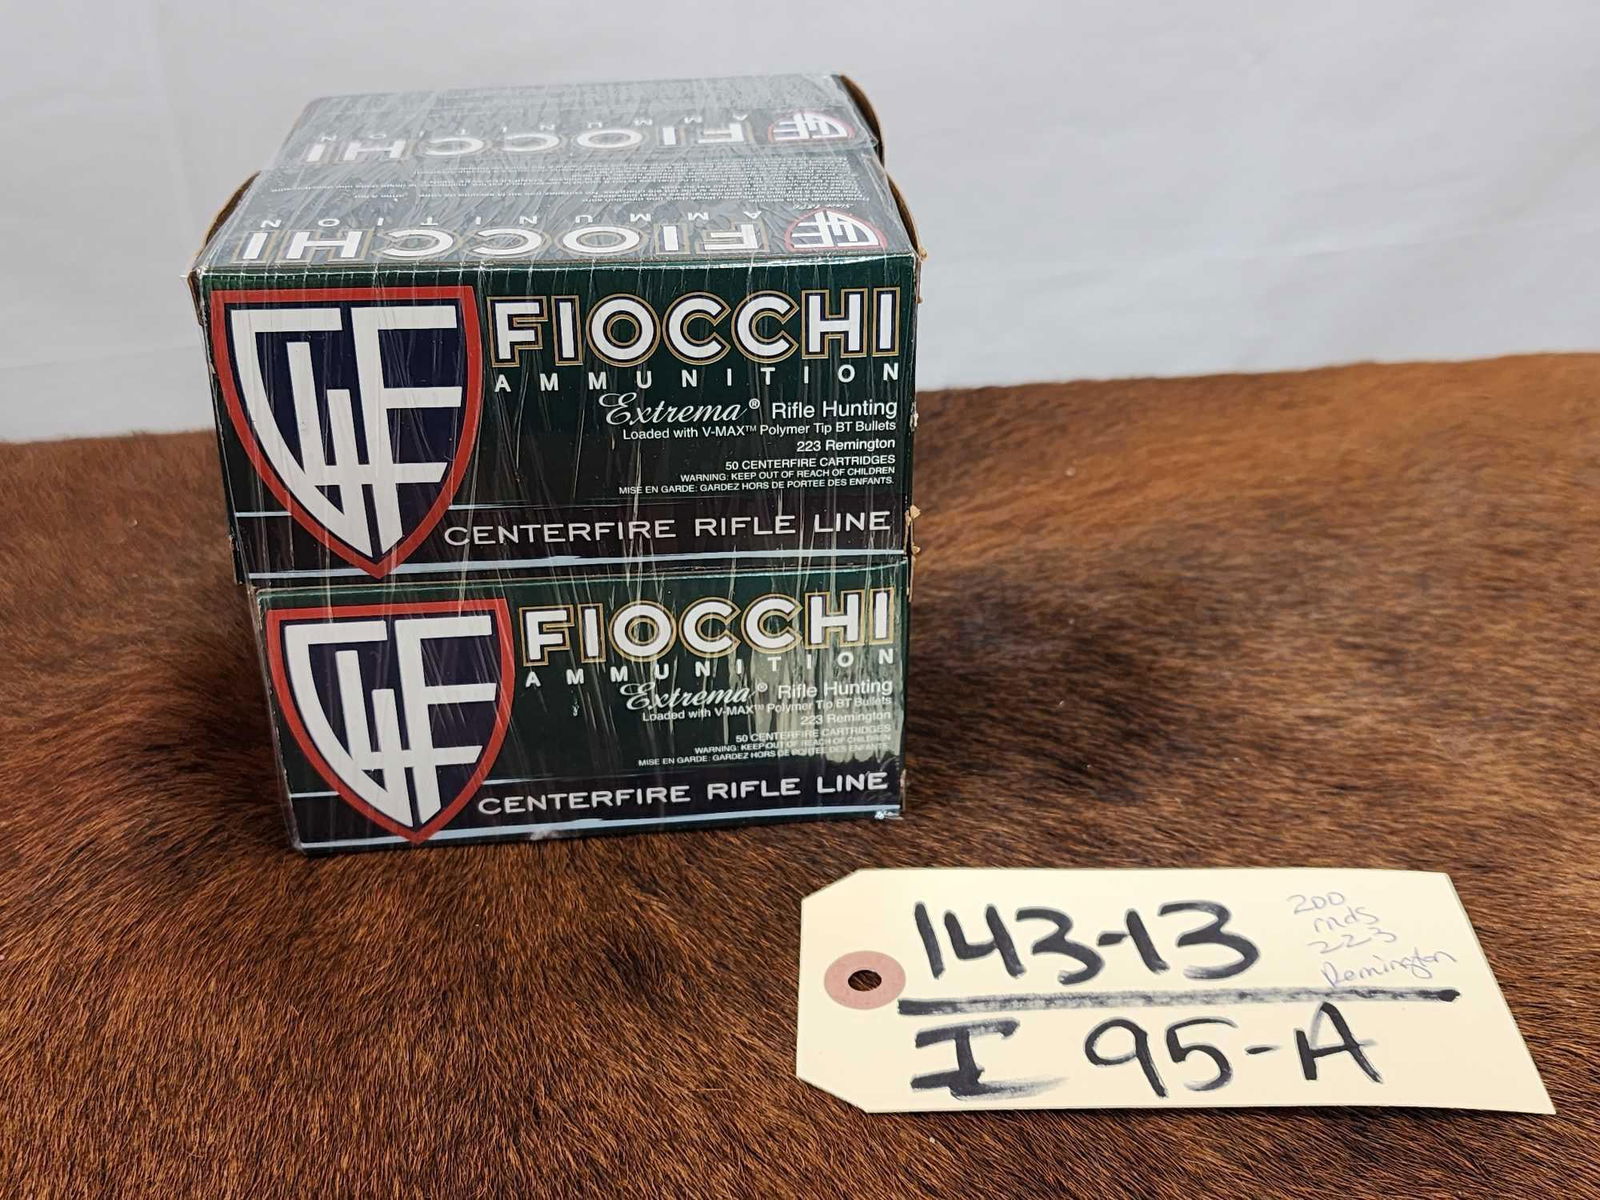 FIOCCHI
AMMUNITION
FIOCCHI
AMMUNITION
Since 1876
GFL
FIOCCHI
AMMUNITION
Extrema® Rifle Hunting
Loaded with V-MAX™ Polymer Tip BT Bullets
223 Remington
50 CENTERFIRE CARTRIDGES
WARNING: KEEP OUT OF REACH OF CHILDREN
MISE EN GARDE: GARDEZ HORS DE PORTEE DES ENFANTS.
CENTERFIRE RIFLE LINE
GFL
FIOCCHI
AMMUNITION
Extrema® Rifle Hunting
Loaded with V-MAX™ Polymer Tip BT Bullets
223 Remington
50 CENTERFIRE CARTRIDGES
WARNING: KEEP OUT OF REACH OF CHILDREN
MISE EN GARDE: GARDEZ HORS DE PORTEE DES ENFANTS.
CENTERFIRE RIFLE LINE
143-13
200
rnds
223
Remington
I 95-A